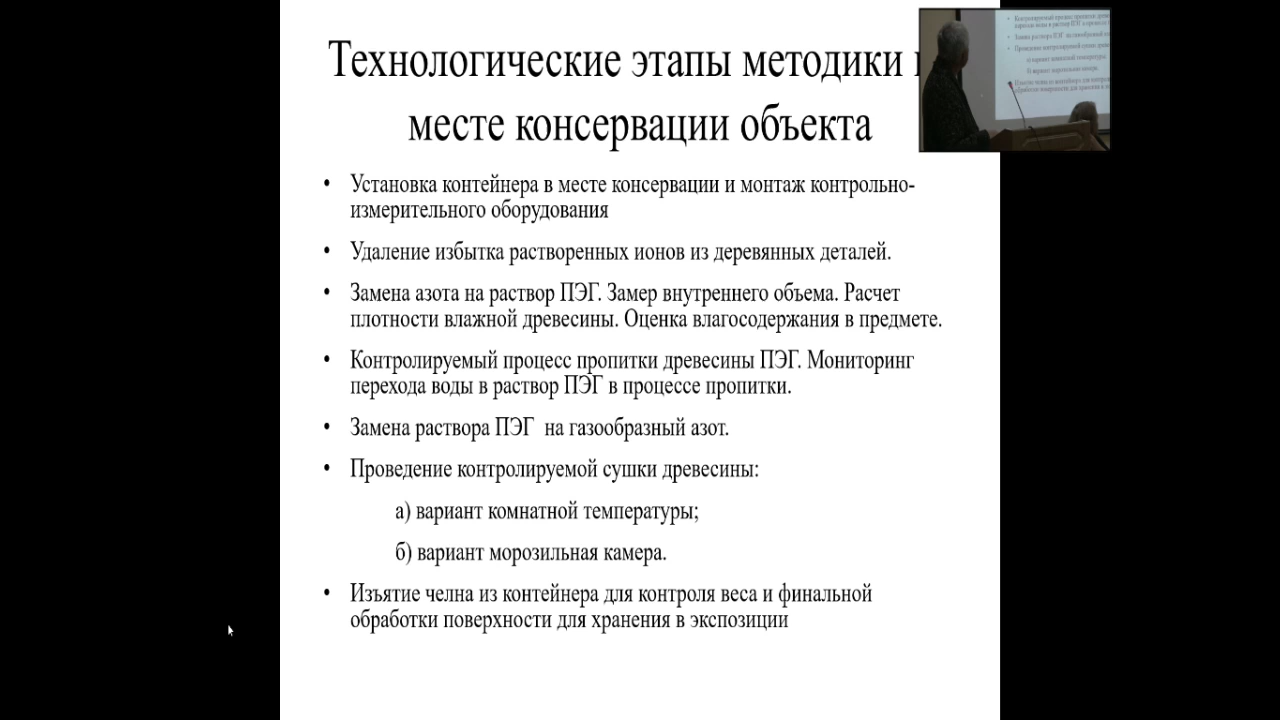 Технологические этапы методики
месте консервации объекта
• Установка контейнера в месте консервации и монтаж контрольно-
измерительного оборудования
• Удаление избытка растворенных ионов из деревянных деталей.
• Замена азота на раствор ПЭГ. Замер внутреннего объема. Расчет
плотности влажной древесины. Оценка влагосодержания в предмете.
• Контролируемый процесс пропитки древесины ПЭГ. Мониторинг
перехода воды в раствор ПЭГ в процессе пропитки.
• Замена раствора ПЭГ на газообразный азот.
• Проведение контролируемой сушки древесины:
а) вариант комнатной температуры;
б) вариант морозильная камера.
• Изъятие челна из контейнера для контроля веса и финальной
обработки поверхности для хранения в экспозиции